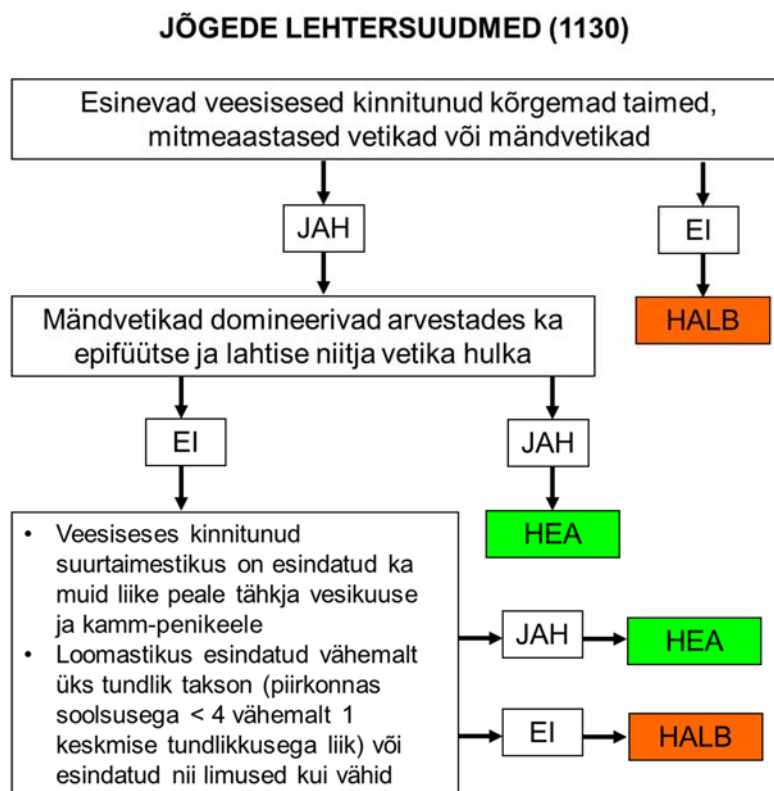 JÕGEDE LEHTERSUUDMED (1130)
Esinevad veesisesed kinnitunud kõrgemad taimed,
mitmeaastased vetikad või mändvetikad
JAH
EI
HALB
Mändvetikad domineerivad arvestades ka
epifüütse ja lahtise niitja vetika hulka
EI
JAH
HEA
• Veesiseses kinnitunud
suurtaimestikus on esindatud ka
muid liike peale tähkja vesikuuse
ja kamm-penikeele
• Loomastikus esindatud vähemalt
üks tundlik takson (piirkonnas
soolsusega < 4 vähemalt 1
keskmise tundlikkusega liik) või
esindatud nii limused kui vähid
JAH
HEA
EI
HALB